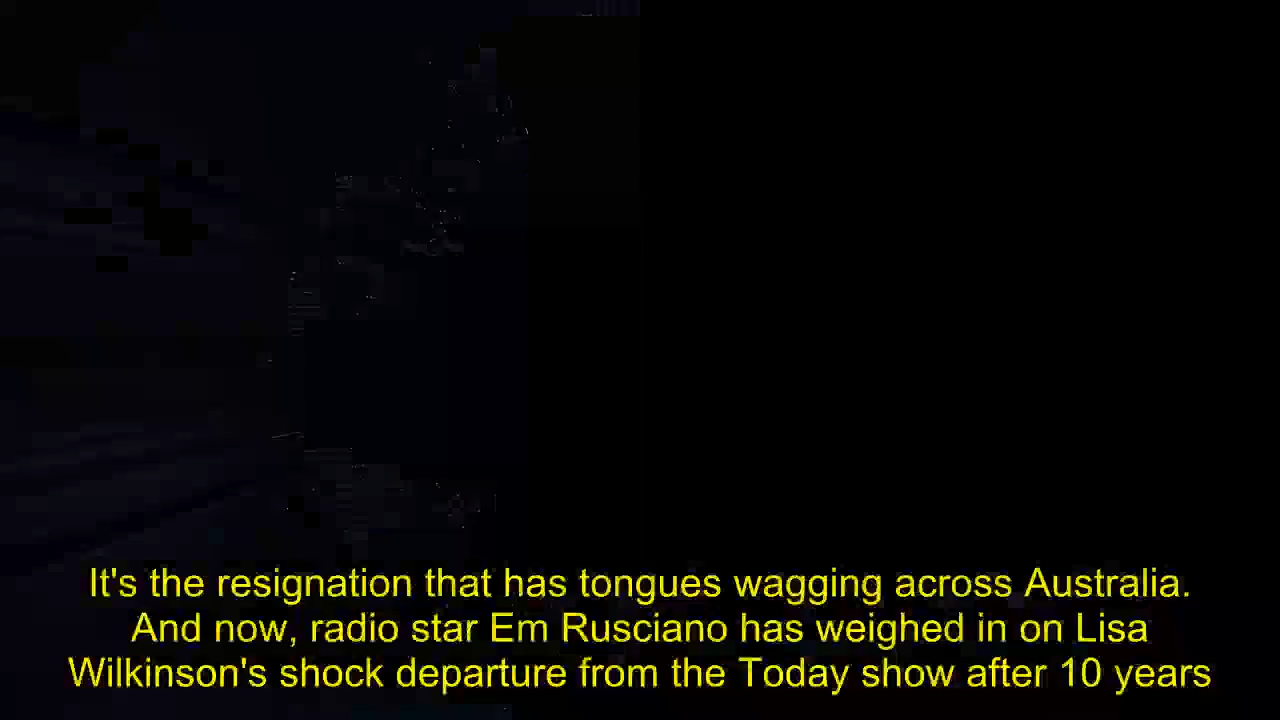 It's the resignation that has tongues wagging across Australia.
And now, radio star Em Rusciano has weighed in on Lisa
Wilkinson's shock departure from the Today show after 10 years